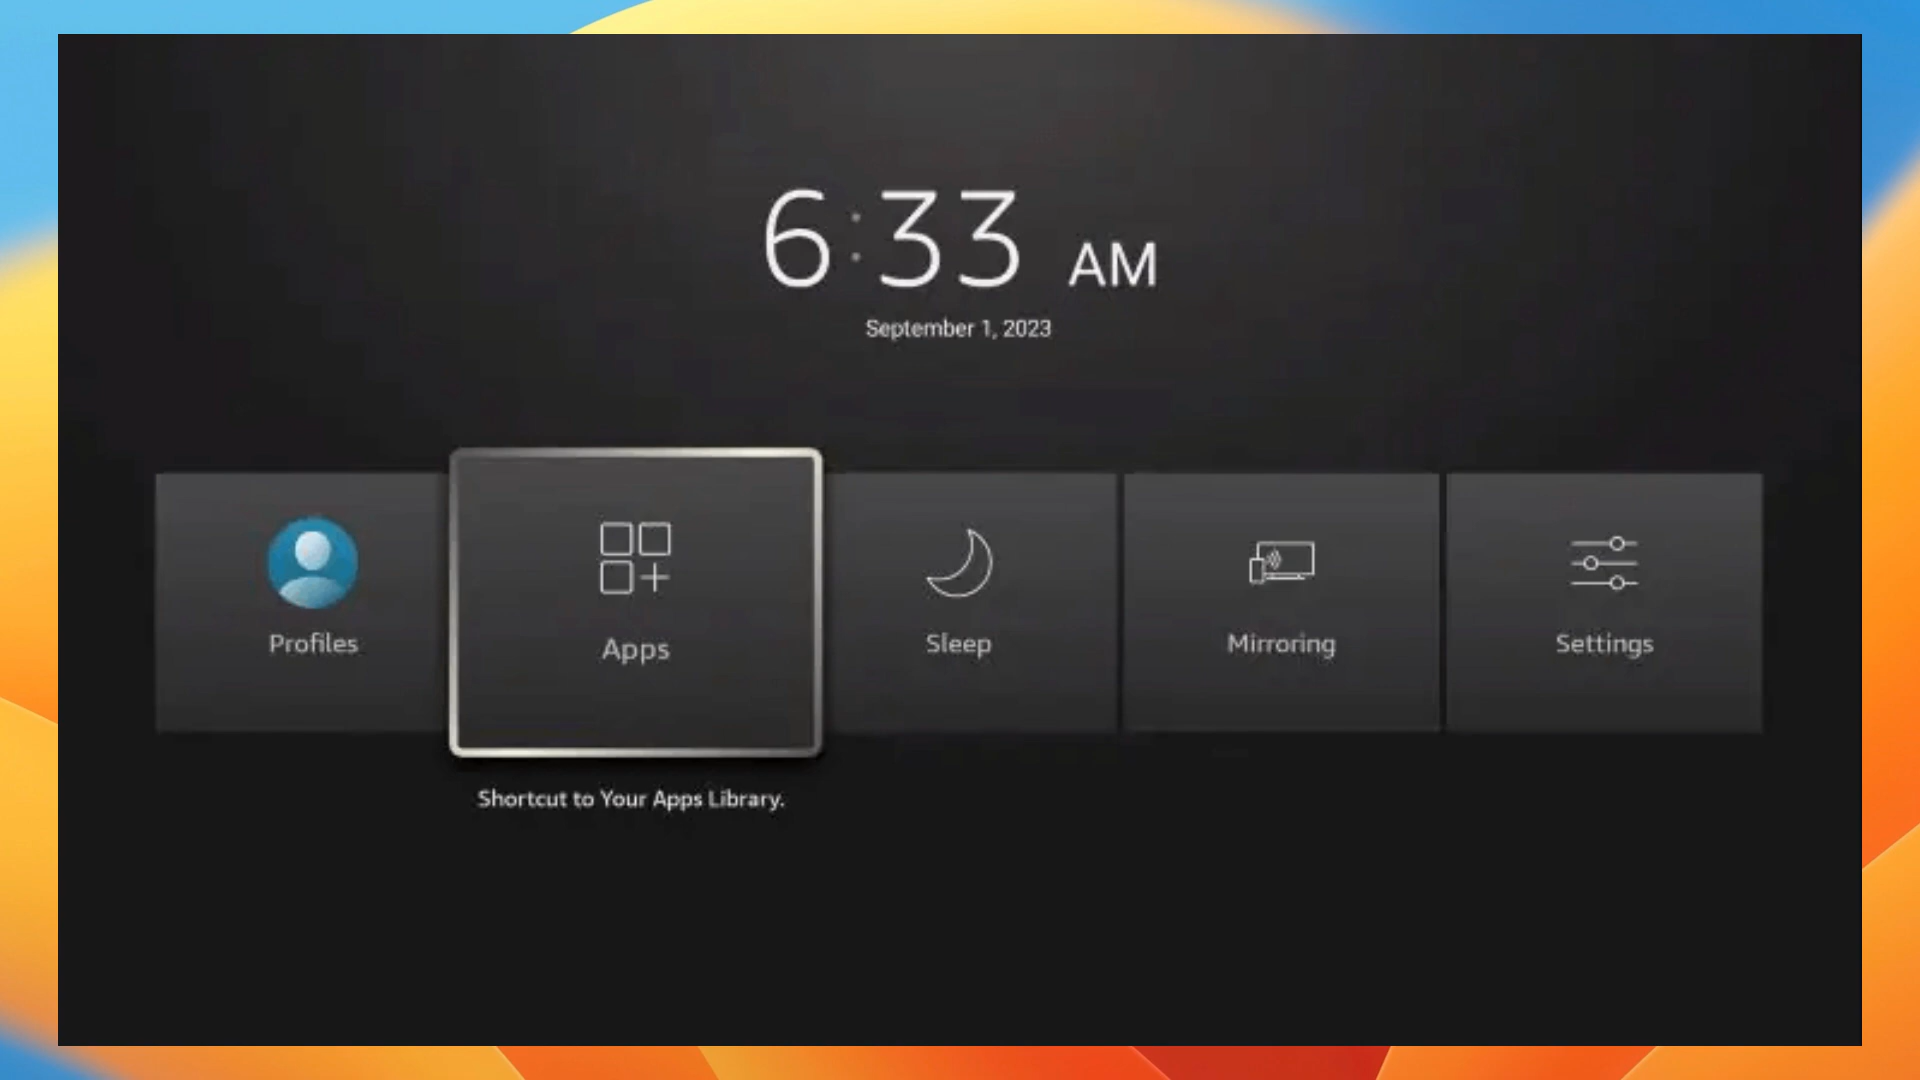 6:33 AM
September 1, 2023
Profiles
Apps
Sleep
Mirroring
Settings
Shortcut to Your Apps Library.